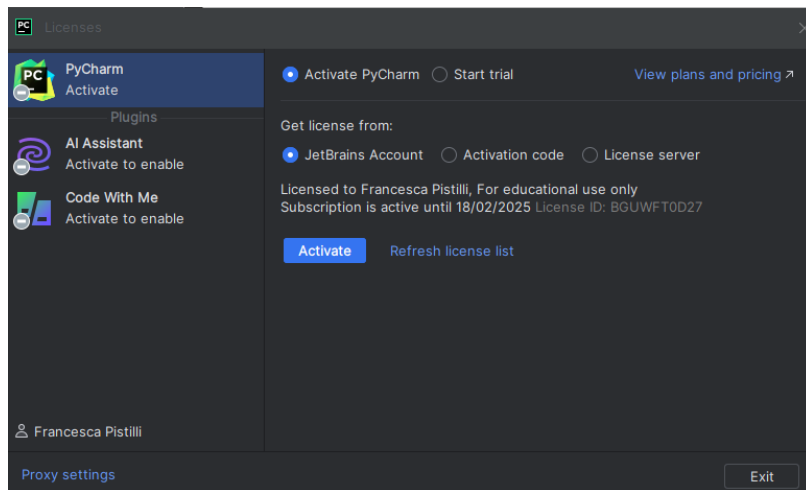 PC Licenses
PC PyCharm
Activate
Plugins
AI Assistant
Activate to enable
Code With Me
Activate to enable
Francesca Pistilli
Activate PyCharm Start trial View plans and pricing ↗
Get license from:
JetBrains Account Activation code License server
Licensed to Francesca Pistilli, For educational use only
Subscription is active until 18/02/2025 License ID: BGUWFT0D27
Activate Refresh license list
Proxy settings Exit